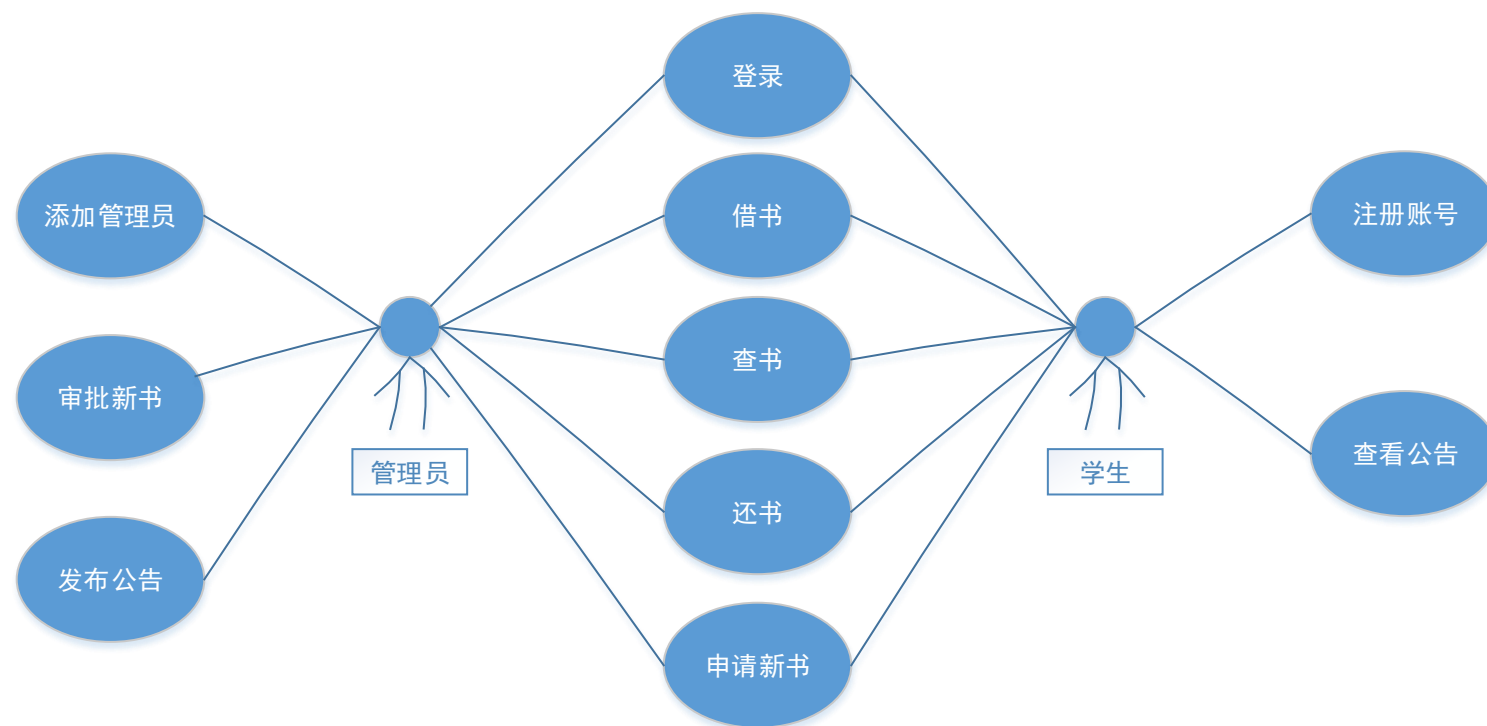 登录
添加管理员
借书
注册账号
查书
审批新书
管理员
学生
查看公告
还书
发布公告
申请新书